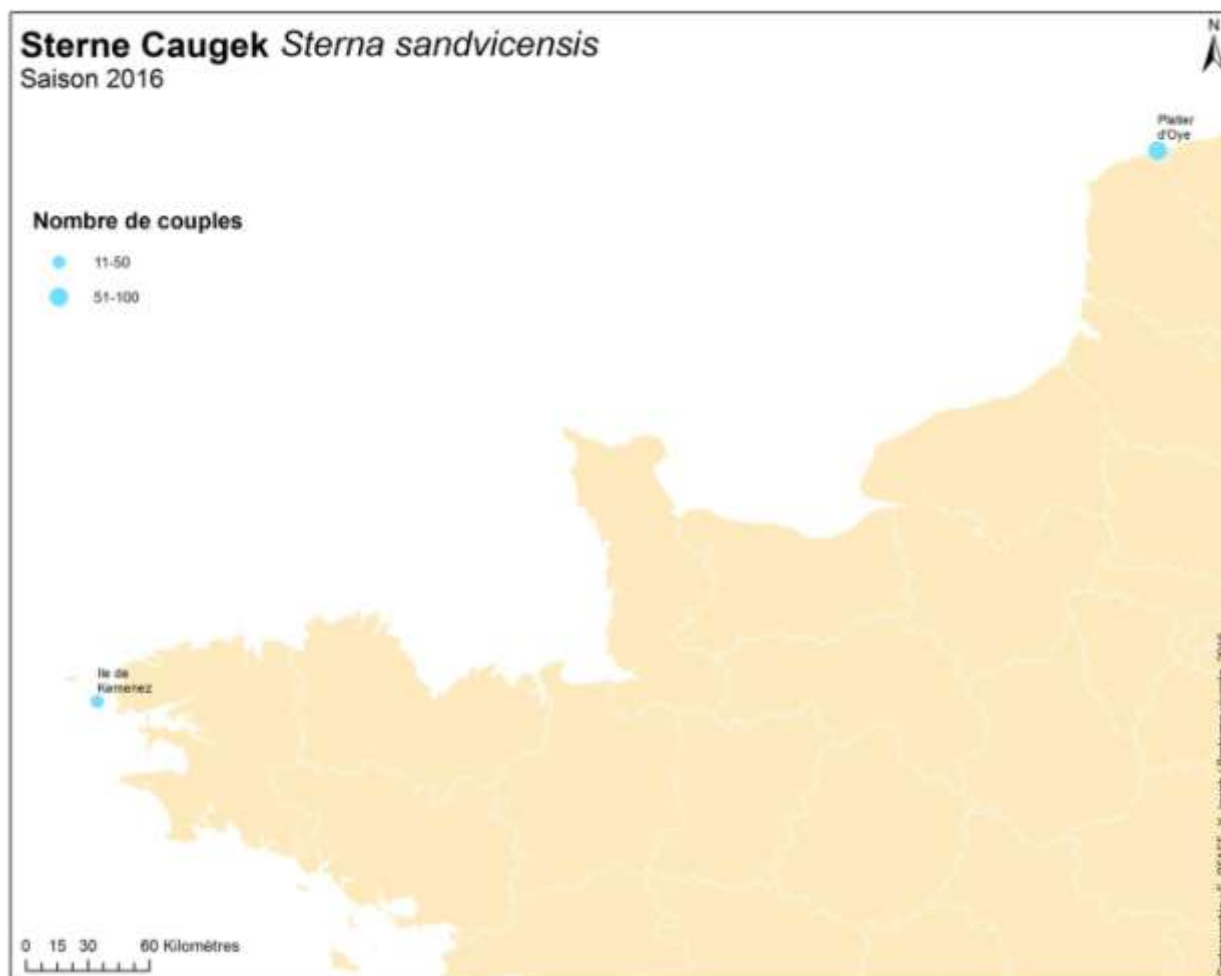 Sterne Caugek Sterna sandvicensis
Saison 2016
N
Platier
d'Oye
Nombre de couples
11-50
51-100
Ile de
Kemenez
0 15 30 60 Kilomètres